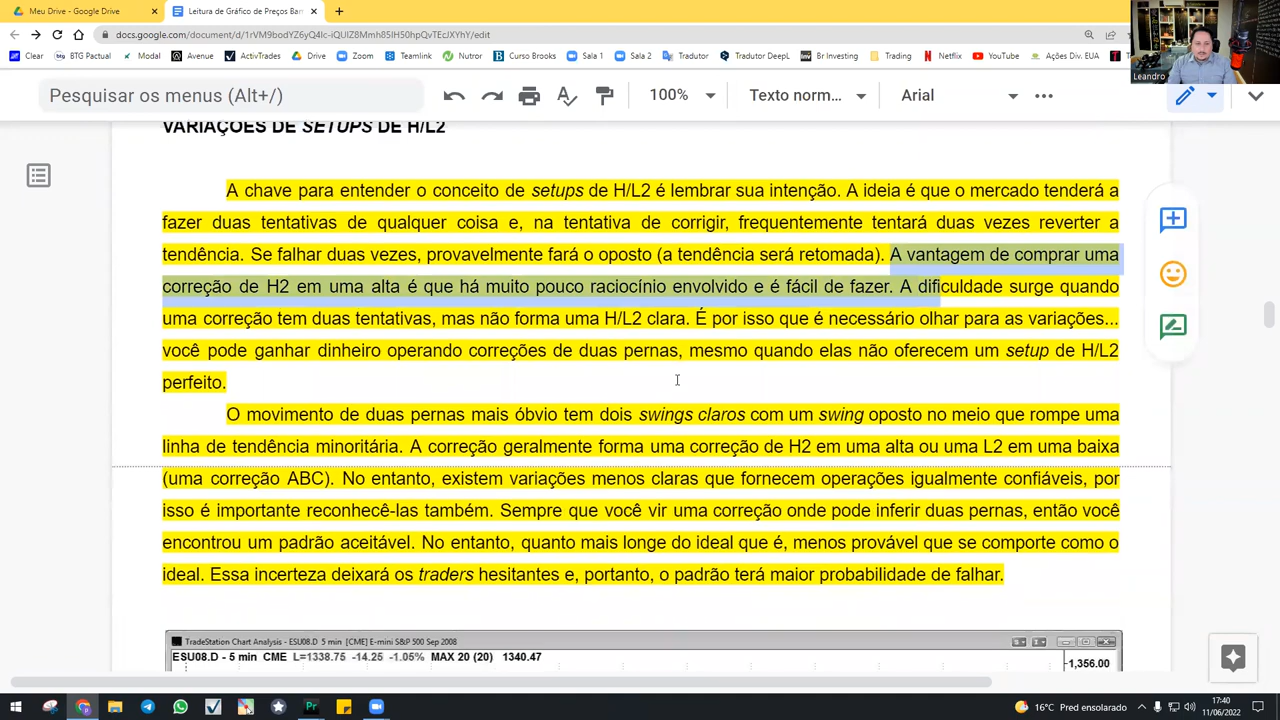 Meu Drive - Google Drive
Leitura de Gráfico de Preços Bar
docs.google.com/document/d/1rVM9bodYZ6yQ4Ic-iQUIZ8Mmh85IH50hpQvTEcJXYhY/edit
Clear
btg BTG Pactual
Avenue
ActivTrades
Drive
Zoom
Teamlink
Nutror
Curso Brooks
Sala 1
Sala 2
Tradutor
Tradutor DeepL
Br Investing
Trading
Netflix
YouTube
Ações Div. EUA
Leandro
Pesquisar os menus (Alt+/)
100%
Texto norm...
Arial
VARIAÇÕES DE SETUPS DE H/L2
A chave para entender o conceito de setups de H/L2 é lembrar sua intenção. A ideia é que o mercado tenderá a
fazer duas tentativas de qualquer coisa e, na tentativa de corrigir, frequentemente tentará duas vezes reverter a
tendência. Se falhar duas vezes, provavelmente fará o oposto (a tendência será retomada). A vantagem de comprar uma
correção de H2 em uma alta é que há muito pouco raciocínio envolvido e é fácil de fazer. A dificuldade surge quando
uma correção tem duas tentativas, mas não forma uma H/L2 clara. É por isso que é necessário olhar para as variações...
você pode ganhar dinheiro operando correções de duas pernas, mesmo quando elas não oferecem um setup de H/L2
perfeito.
O movimento de duas pernas mais óbvio tem dois swings claros com um swing oposto no meio que rompe uma
linha de tendência minoritária. A correção geralmente forma uma correção de H2 em uma alta ou uma L2 em uma baixa
(uma correção ABC). No entanto, existem variações menos claras que fornecem operações igualmente confiáveis, por
isso é importante reconhecê-las também. Sempre que você vir uma correção onde pode inferir duas pernas, então você
encontrou um padrão aceitável. No entanto, quanto mais longe do ideal que é, menos provável que se comporte como o
ideal. Essa incerteza deixará os traders hesitantes e, portanto, o padrão terá maior probabilidade de falhar.
TradeStation Chart Analysis - ESU08.D 5 min [CME] E-mini S&P 500 Sep 2008
ESU08.D - 5 min CME L=1338.75 -14.25 -1.05% MAX 20 (20) 1340.47
1,356.00
16°C Pred ensolarado
17:40
11/06/2022